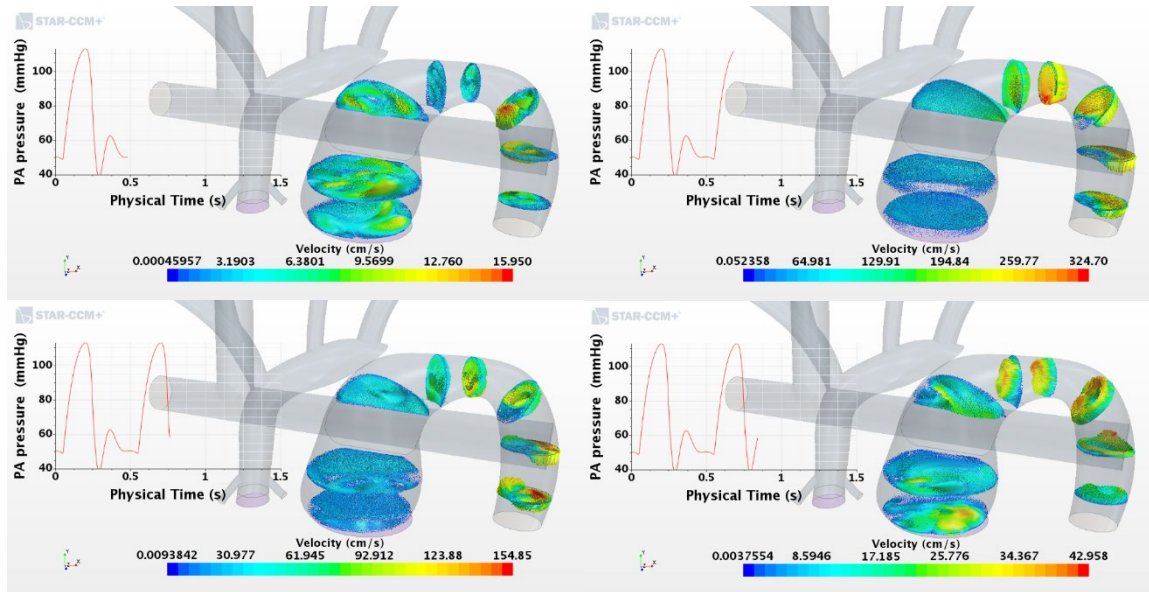 STAR-CCM+
PA pressure (mmHg)
100
80
60
40
0
0.5
1
1.5
Physical Time (s)
Velocity (cm/s)
0.00045957 3.1903 6.3801 9.5699 12.760 15.950
STAR-CCM+
PA pressure (mmHg)
100
80
60
40
0
0.5
1
1.5
Physical Time (s)
Velocity (cm/s)
0.052358 64.981 129.91 194.84 259.77 324.70
STAR-CCM+
PA pressure (mmHg)
100
80
60
40
0
0.5
1
1.5
Physical Time (s)
Velocity (cm/s)
0.0093842 30.977 61.945 92.912 123.88 154.85
STAR-CCM+
PA pressure (mmHg)
100
80
60
40
0
0.5
1
1.5
Physical Time (s)
Velocity (cm/s)
0.0037554 8.5946 17.185 25.776 34.367 42.958